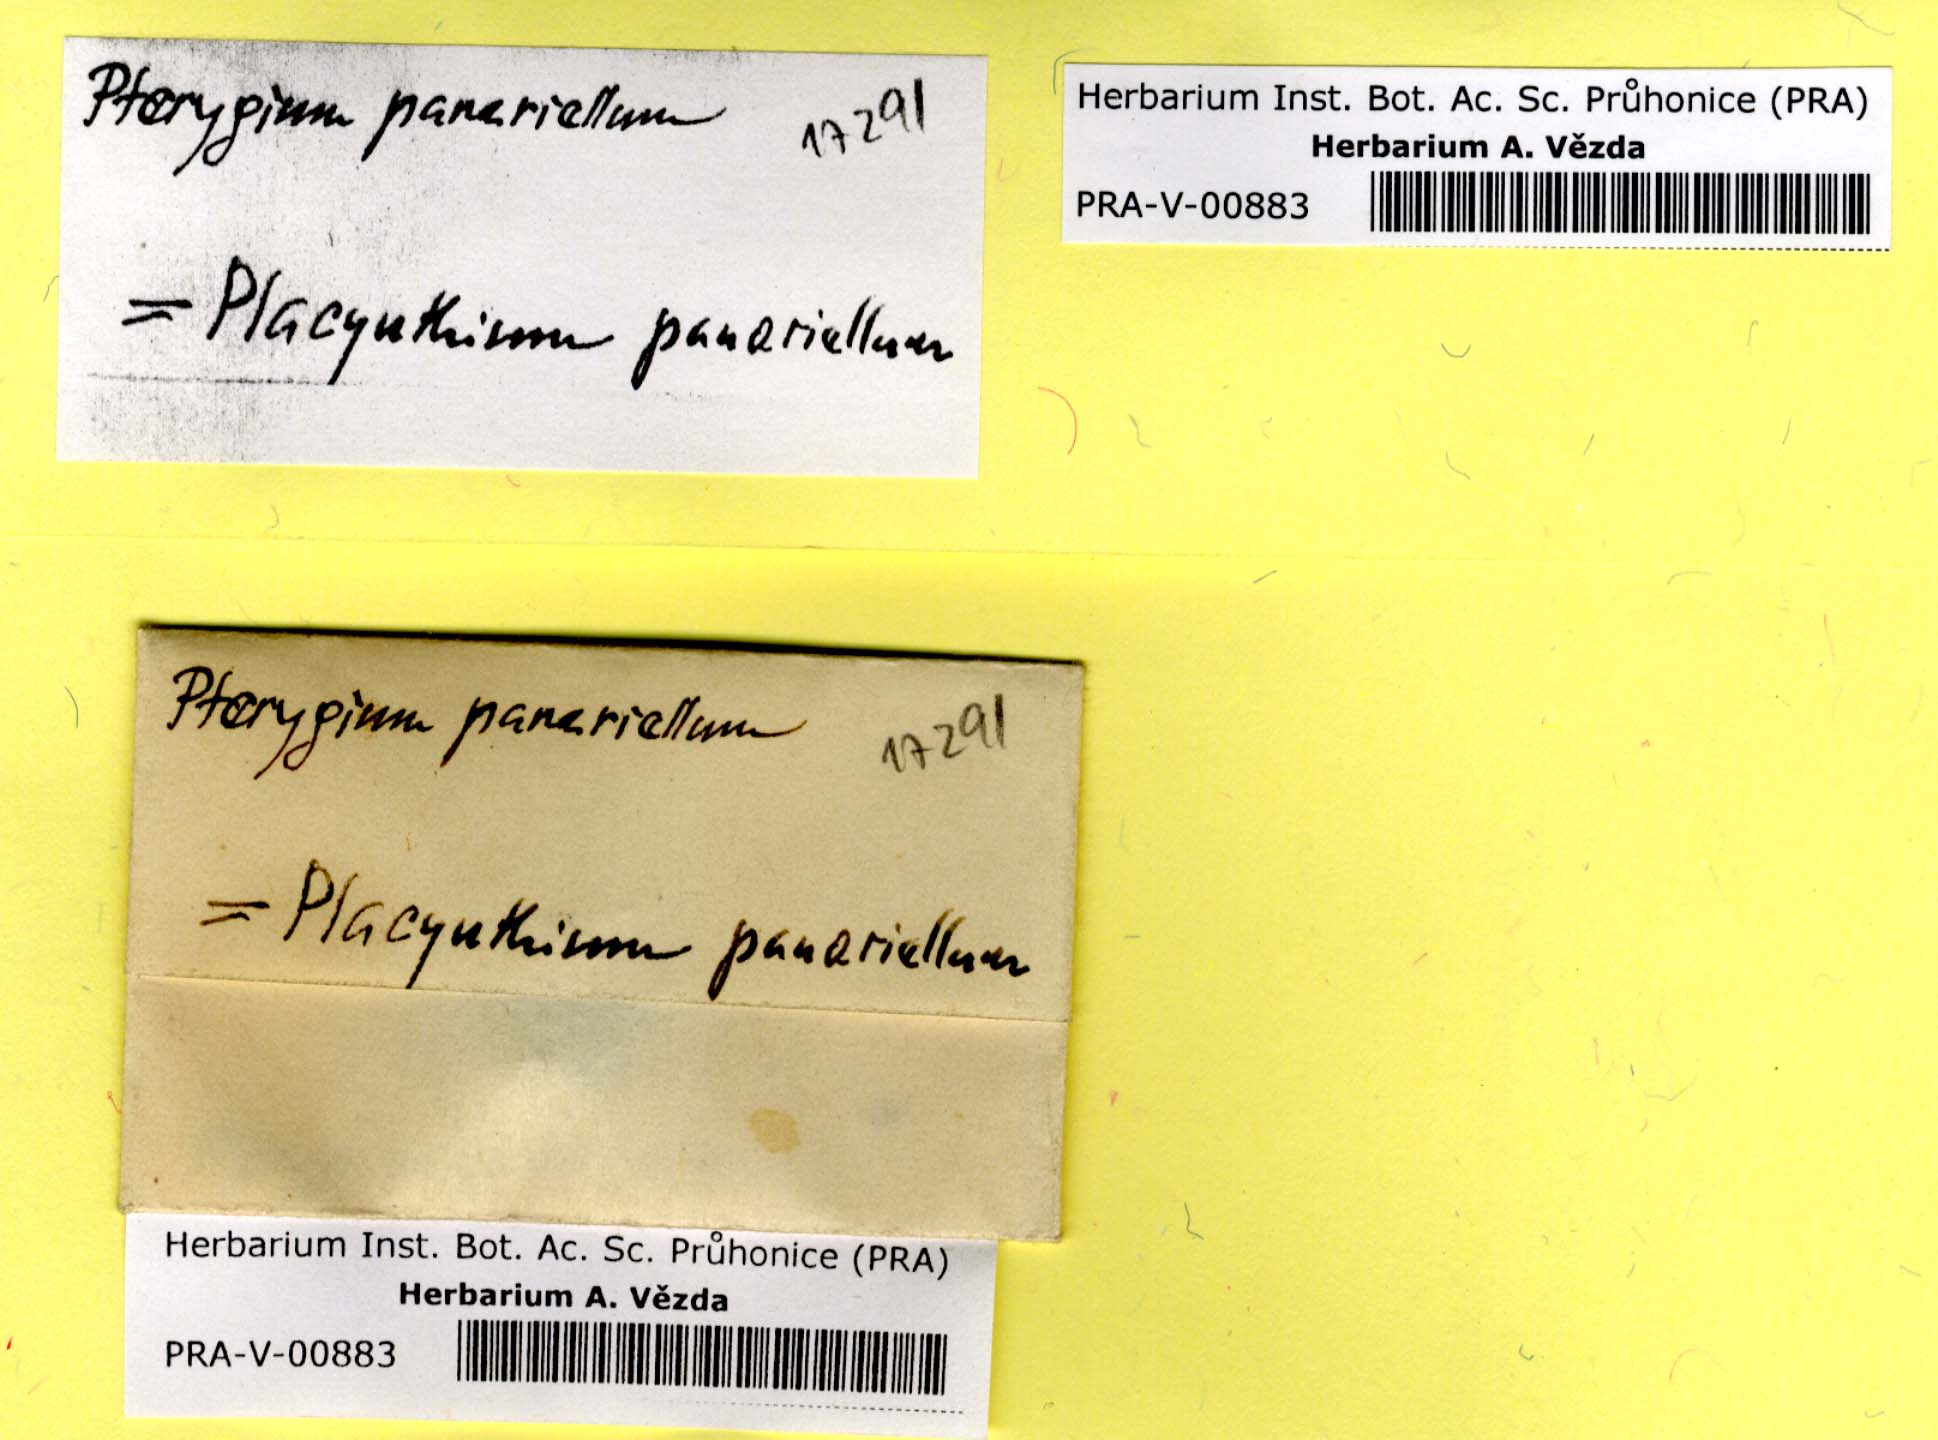 Pterygium panariellum 17291
= Placynthium panariellum
Herbarium Inst. Bot. Ac. Sc. Průhonice (PRA)
Herbarium A. Vězda
PRA-V-00883
Pterygium panariellum 17291
= Placynthium panariellum
Herbarium Inst. Bot. Ac. Sc. Průhonice (PRA)
Herbarium A. Vězda
PRA-V-00883